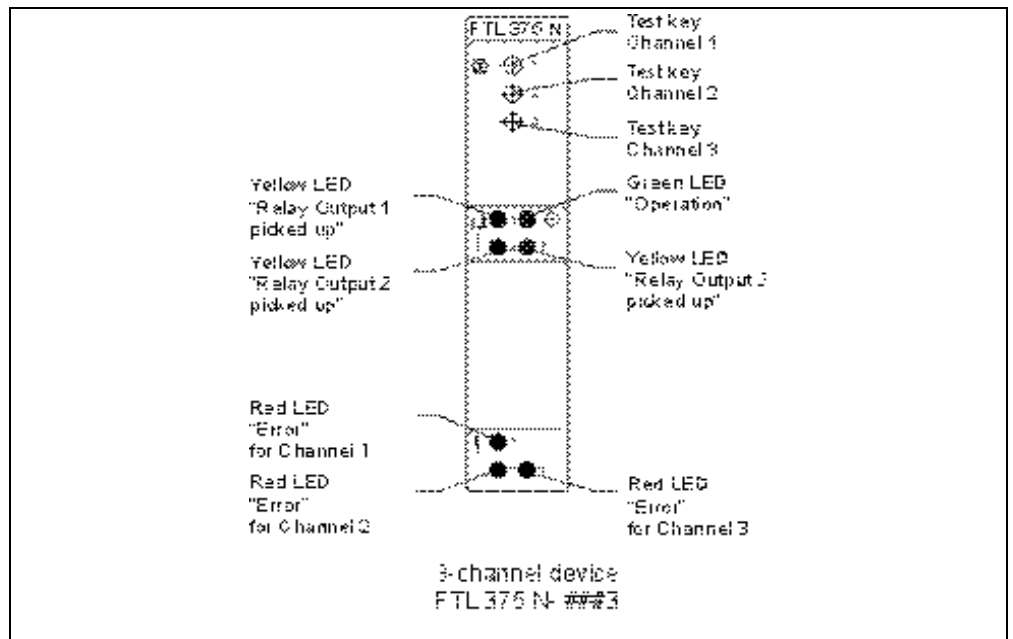 FTL 375 N
Test key
Channel 1
Test key
Channel 2
Test key
Channel 3
Yellow LED
"Relay Output 1
picked up"
Green LED
"Operation"
Yellow LED
"Relay Output 2
picked up"
Yellow LED
"Relay Output 3
picked up"
Red LED
"Error"
for Channel 1
Red LED
"Error"
for Channel 2
Red LED
"Error"
for Channel 3
3-channel device
FTL 375 N- ###3